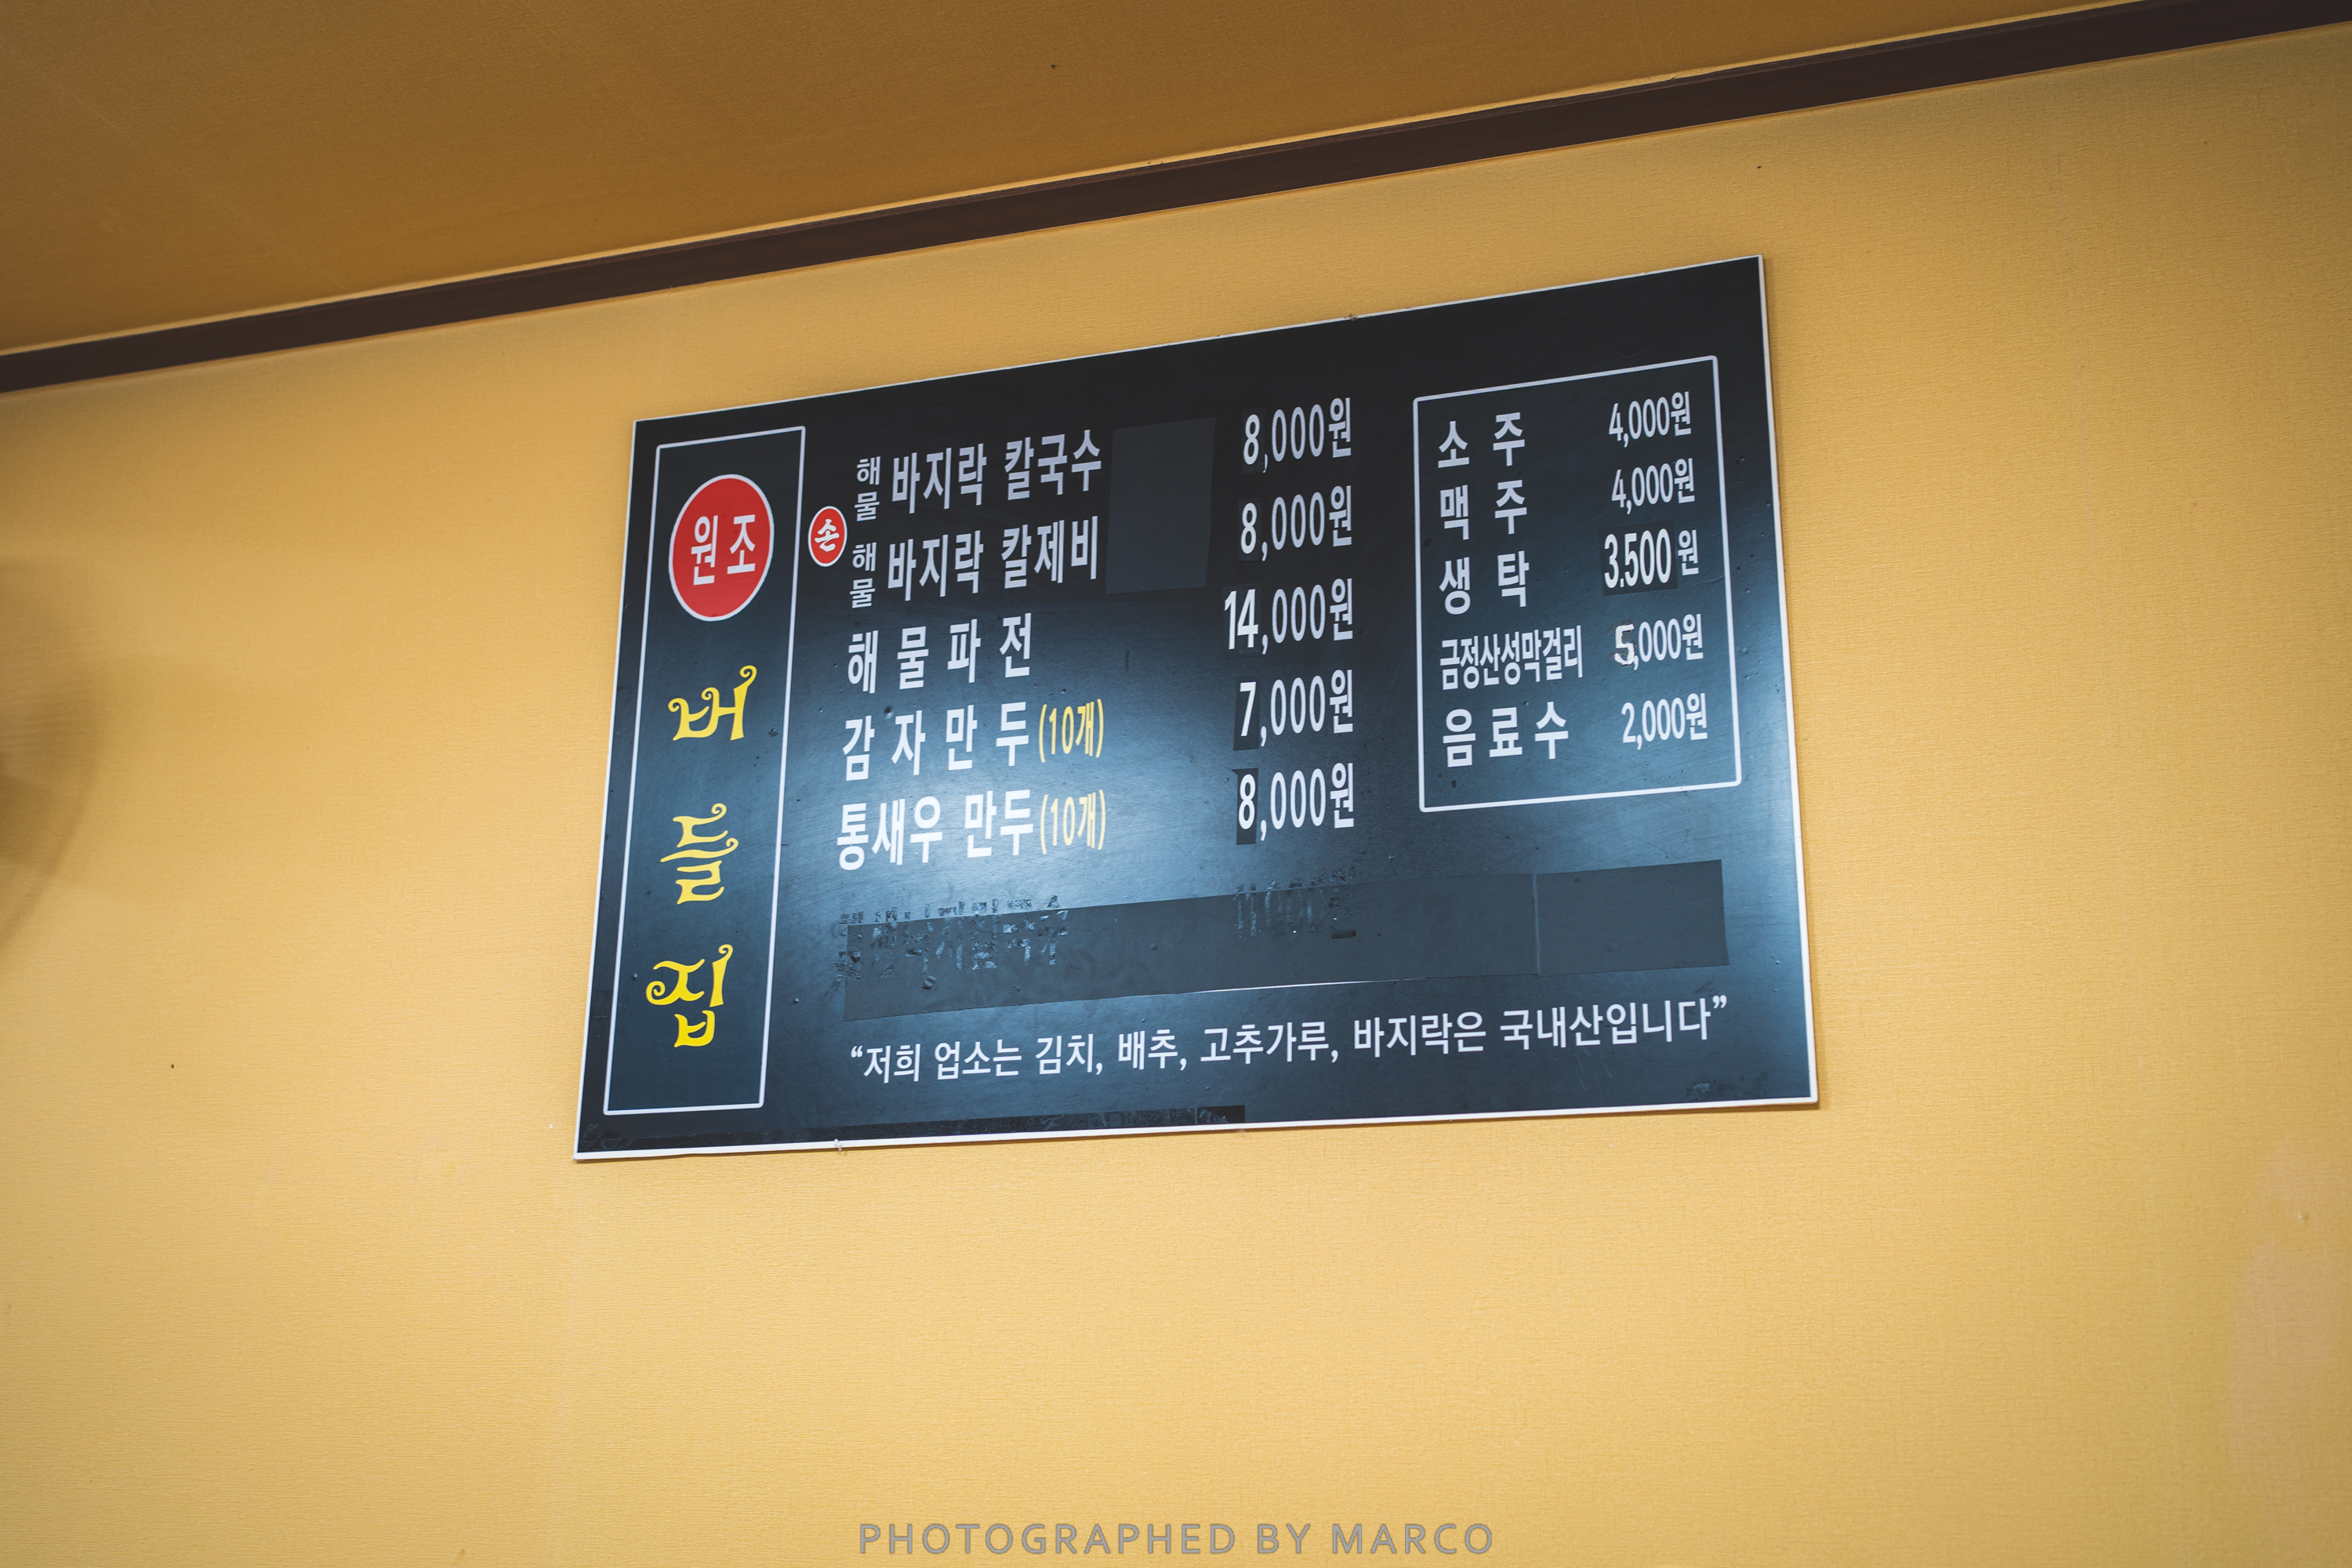 원조
버들집
손
해물 바지락 칼국수 8,000원
해물 바지락 칼제비 8,000원
해물파전 14,000원
감자만두(10개) 7,000원
통새우 만두(10개) 8,000원
소주 4,000원
맥주 4,000원
생탁 3.500원
금정산성막걸리 5,000원
음료수 2,000원
“저희 업소는 김치, 배추, 고추가루, 바지락은 국내산입니다”
PHOTOGRAPHED BY MARCO